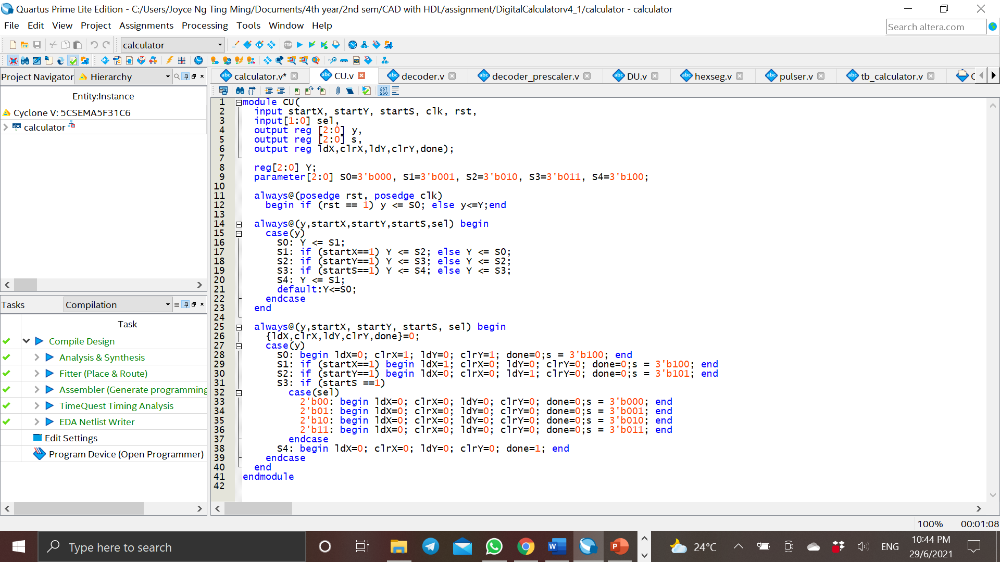 Quartus Prime Lite Edition - C:/Users/Joyce Ng Ting Ming/Documents/4th year/2nd sem/CAD with HDL/assignment/DigitalCalculatorv4_1/calculator - calculator
File Edit View Project Assignments Processing Tools Window Help
Search altera.com
calculator
Project Navigator Hierarchy
calculator.v* CU.v decoder.v decoder_prescaler.v DU.v hexseg.v pulser.v tb_calculator.v
Entity:Instance
Cyclone V: 5CSEMA5F31C6
calculator
1 module CU(
2 input startX, startY, startS, clk, rst,
3 input[1:0] sel,
4 output reg [2:0] y,
5 output reg [2:0] s,
6 output reg ldX,clrX,ldY,clrY,done);
7
8 reg[2:0] Y;
9 parameter[2:0] S0=3'b000, S1=3'b001, S2=3'b010, S3=3'b011, S4=3'b100;
10
11 always@(posedge rst, posedge clk)
12 begin if (rst == 1) y <= S0; else y<=Y;end
13
14 always@(y,startX,startY,startS,sel) begin
15 case(y)
16 S0: Y <= S1;
17 S1: if (startX==1) Y <= S2; else Y <= S0;
18 S2: if (startY==1) Y <= S3; else Y <= S2;
19 S3: if (startS==1) Y <= S4; else Y <= S3;
20 S4: Y <= S1;
21 default:Y<=S0;
22 endcase
23 end
24
25 always@(y,startX, startY, startS, sel) begin
26 {ldX,clrX,ldY,clrY,done}=0;
27 case(y)
28 S0: begin ldX=0; clrX=1; ldY=0; clrY=1; done=0;s = 3'b100; end
29 S1: if (startX==1) begin ldX=1; clrX=0; ldY=0; clrY=0; done=0;s = 3'b100; end
30 S2: if (startY==1) begin ldX=0; clrX=0; ldY=1; clrY=0; done=0;s = 3'b101; end
31 S3: if (startS ==1)
32 case(sel)
33 2'b00: begin ldX=0; clrX=0; ldY=0; clrY=0; done=0;s = 3'b000; end
34 2'b01: begin ldX=0; clrX=0; ldY=0; clrY=0; done=0;s = 3'b001; end
35 2'b10: begin ldX=0; clrX=0; ldY=0; clrY=0; done=0;s = 3'b010; end
36 2'b11: begin ldX=0; clrX=0; ldY=0; clrY=0; done=0;s = 3'b011; end
37 endcase
38 S4: begin ldX=0; clrX=0; ldY=0; clrY=0; done=1; end
39 endcase
40 end
41 endmodule
42
Tasks Compilation
Task
Compile Design
Analysis & Synthesis
Fitter (Place & Route)
Assembler (Generate programming
TimeQuest Timing Analysis
EDA Netlist Writer
Edit Settings
Program Device (Open Programmer)
100% 00:01:08
Type here to search
24°C
ENG
10:44 PM
29/6/2021